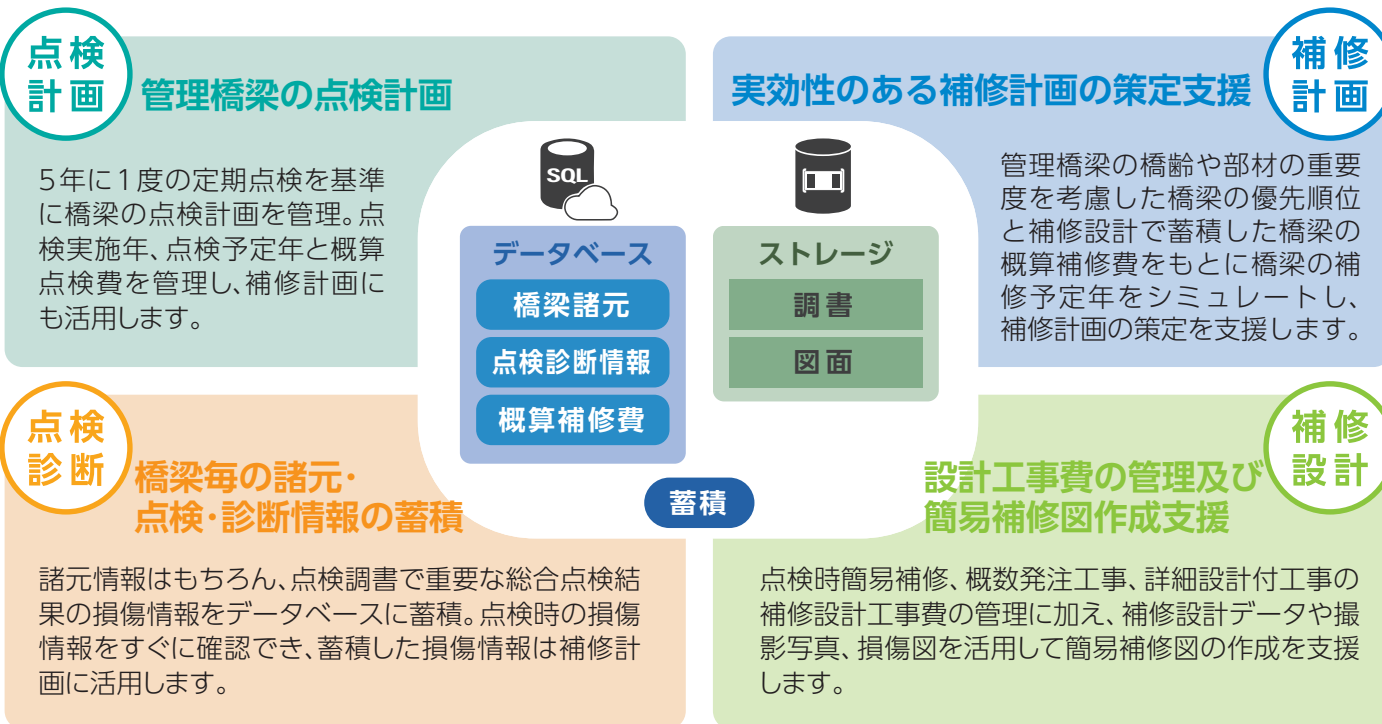 点検
計画
管理橋梁の点検計画
5年に1度の定期点検を基準
に橋梁の点検計画を管理。点
検実施年、点検予定年と概算
点検費を管理し、補修計画に
も活用します。
補修
計画
実効性のある補修計画の策定支援
管理橋梁の橋齢や部材の重要
度を考慮した橋梁の優先順位
と補修設計で蓄積した橋梁の
概算補修費をもとに橋梁の補
修予定年をシミュレートし、
補修計画の策定を支援します。
SQL
データベース
橋梁諸元
点検診断情報
概算補修費
ストレージ
調書
図面
蓄積
点検
診断
橋梁毎の諸元・
点検・診断情報の蓄積
諸元情報はもちろん、点検調書で重要な総合点検結
果の損傷情報をデータベースに蓄積。点検時の損傷
情報をすぐに確認でき、蓄積した損傷情報は補修計
画に活用します。
補修
設計
設計工事費の管理及び
簡易補修図作成支援
点検時簡易補修、概数発注工事、詳細設計付工事の
補修設計工事費の管理に加え、補修設計データや撮
影写真、損傷図を活用して簡易補修図の作成を支援
します。